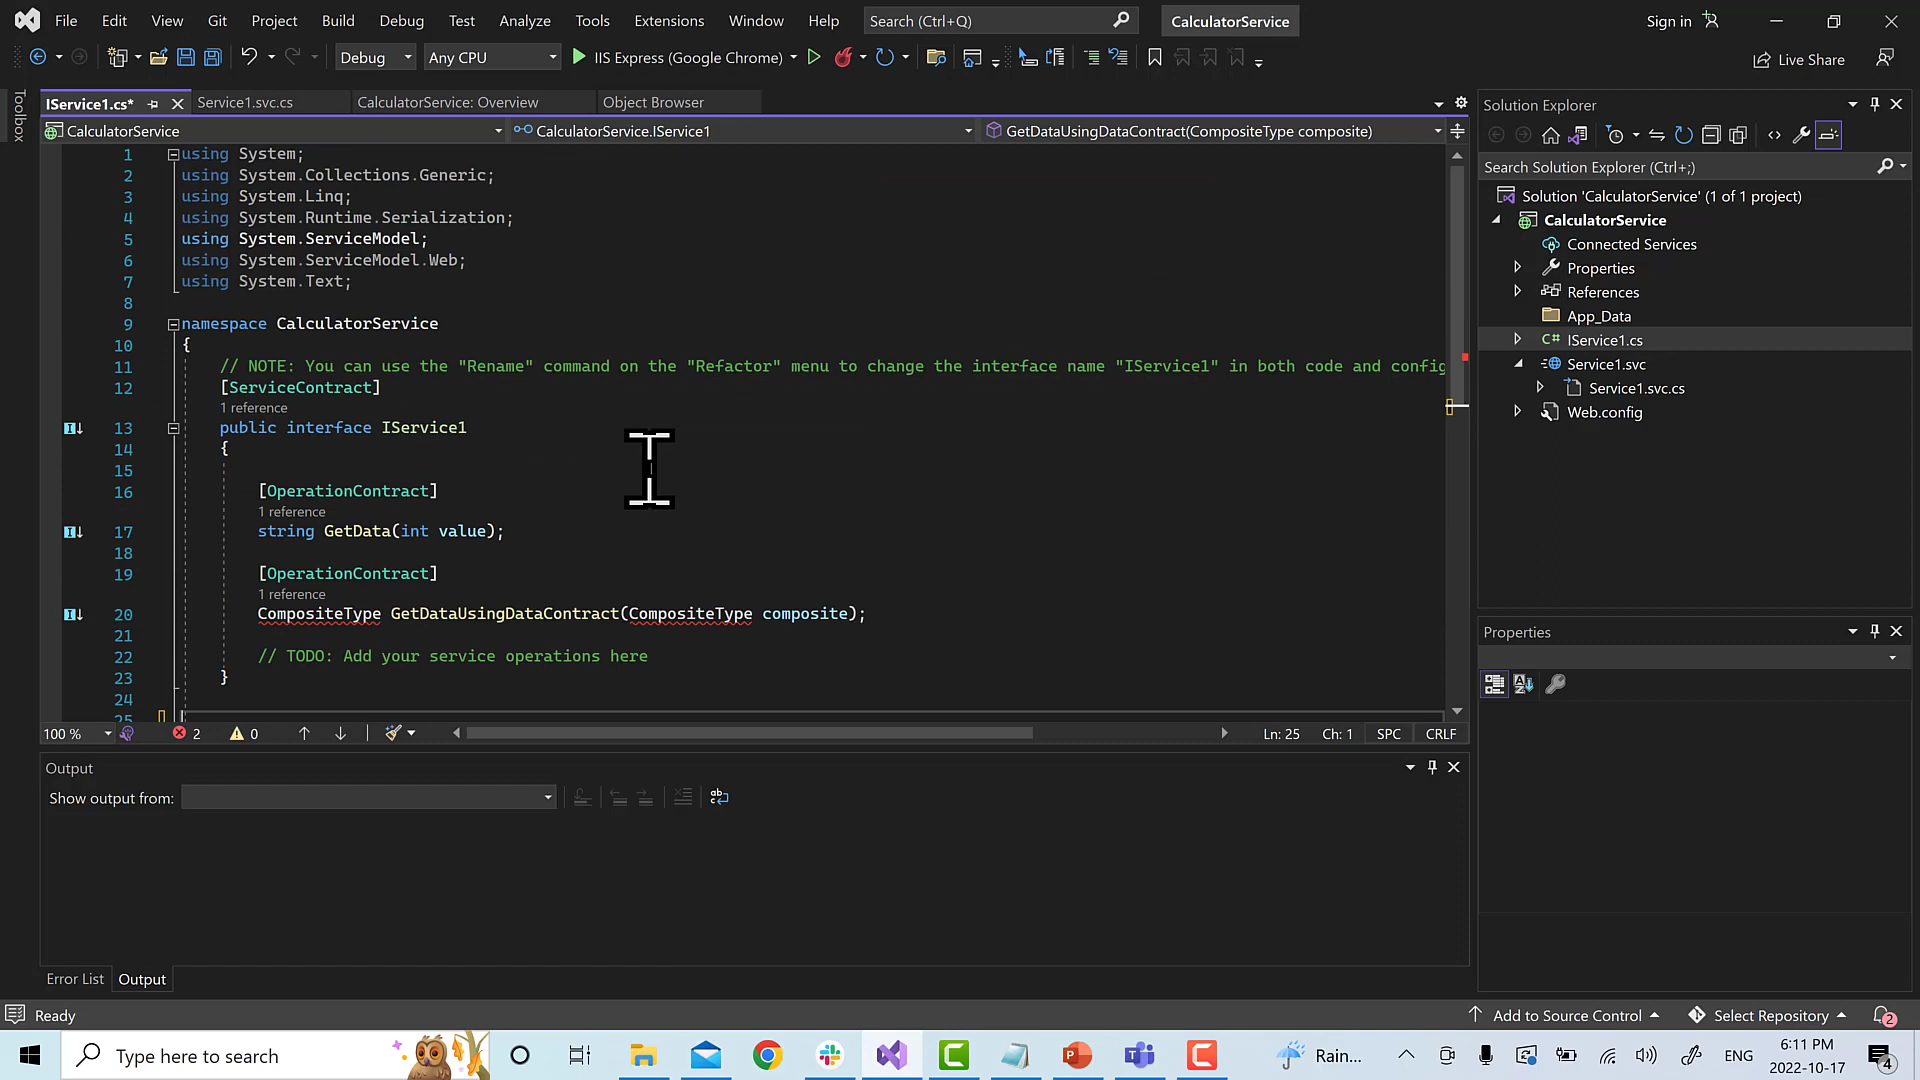 File Edit View Git Project Build Debug Test Analyze Tools Extensions Window Help Search (Ctrl+Q) CalculatorService Sign in
Debug Any CPU IIS Express (Google Chrome) Live Share
Toolbox
IService1.cs* Service1.svc.cs CalculatorService: Overview Object Browser
CalculatorService CalculatorService.IService1 GetDataUsingDataContract(CompositeType composite)
1 using System;
2 using System.Collections.Generic;
3 using System.Linq;
4 using System.Runtime.Serialization;
5 using System.ServiceModel;
6 using System.ServiceModel.Web;
7 using System.Text;
8
9 namespace CalculatorService
10 {
11 // NOTE: You can use the "Rename" command on the "Refactor" menu to change the interface name "IService1" in both code and config
12 [ServiceContract]
1 reference
13 public interface IService1
14 {
15
16 [OperationContract]
1 reference
17 string GetData(int value);
18
19 [OperationContract]
1 reference
20 CompositeType GetDataUsingDataContract(CompositeType composite);
21
22 // TODO: Add your service operations here
23 }
24
25
100 % 2 0 Ln: 25 Ch: 1 SPC CRLF
Output
Show output from:
Error List Output
Solution Explorer
Search Solution Explorer (Ctrl+;)
Solution 'CalculatorService' (1 of 1 project)
CalculatorService
Connected Services
Properties
References
App_Data
C# IService1.cs
Service1.svc
Service1.svc.cs
Web.config
Properties
Ready Add to Source Control Select Repository 2
Type here to search Rain... ENG 6:11 PM
2022-10-17 4